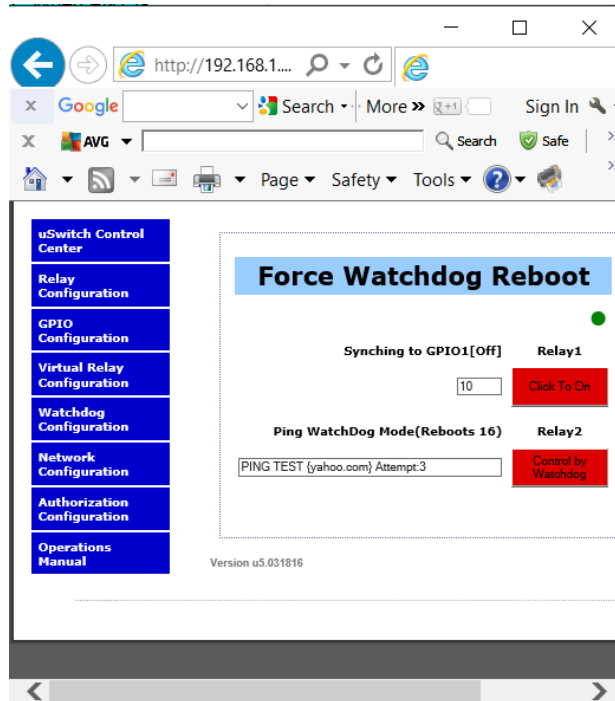 http://192.168.1....
x Google Search More » g+1 Sign In
X AVG Search Safe »
Page Safety Tools ? »
uSwitch Control
Center
Relay
Configuration
GPIO
Configuration
Virtual Relay
Configuration
Watchdog
Configuration
Network
Configuration
Authorization
Configuration
Operations
Manual
Force Watchdog Reboot
Synching to GPIO1[Off] Relay1
10 Click To On
Ping WatchDog Mode(Reboots 16) Relay2
PING TEST {yahoo.com} Attempt:3 Control by
Watchdog
Version u5.031816